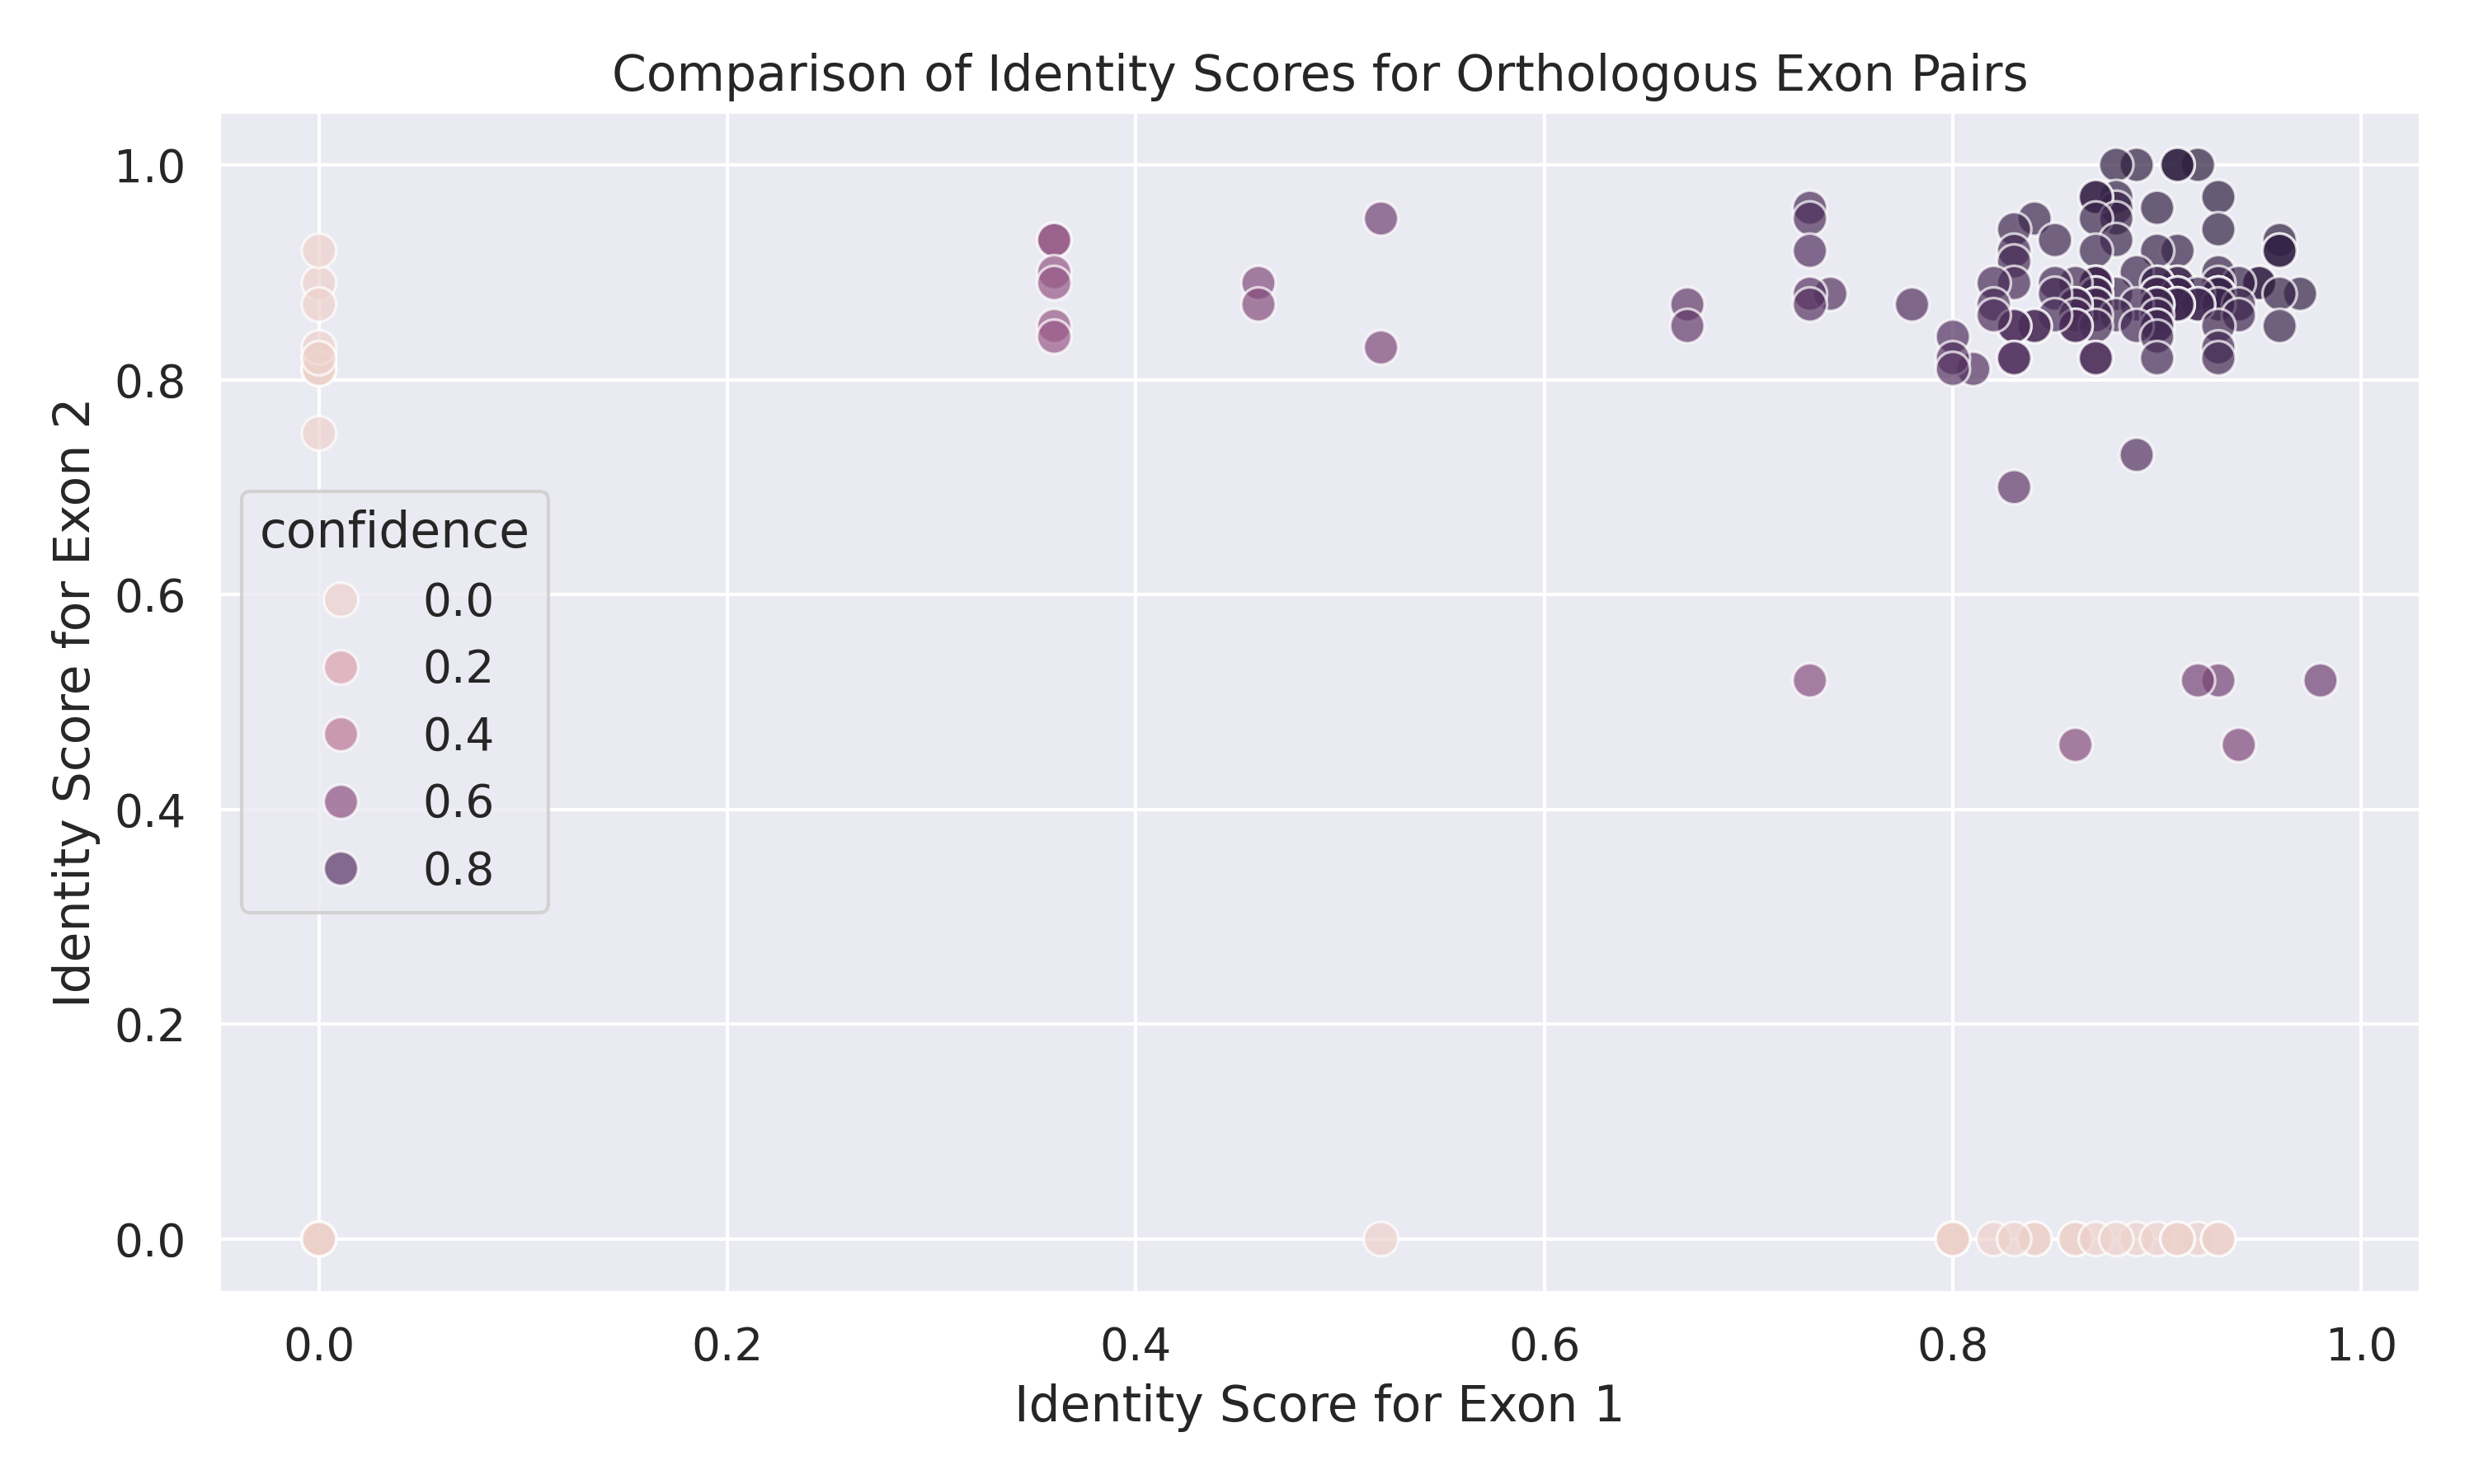 Comparison of Identity Scores for Orthologous Exon Pairs
Identity Score for Exon 2
1.0
0.8
0.6
0.4
0.2
0.0
confidence
0.0
0.2
0.4
0.6
0.8
0.0 0.2 0.4 0.6 0.8 1.0
Identity Score for Exon 1